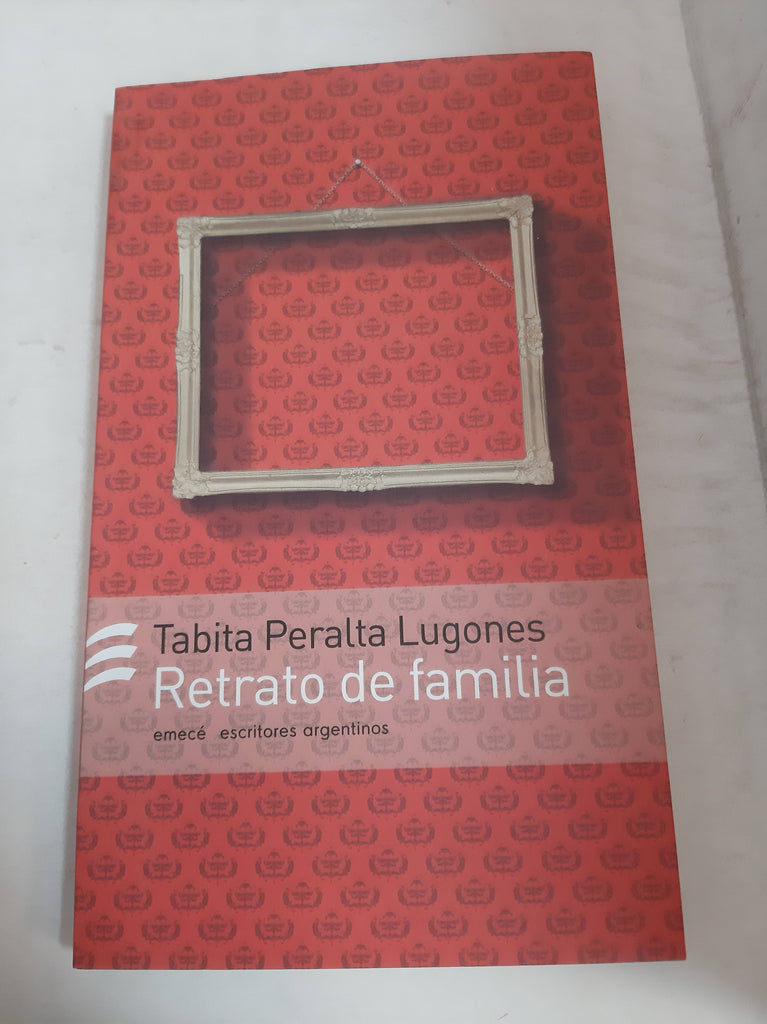 Tabita Peralta Lugones
Retrato de familia
emecé escritores argentinos